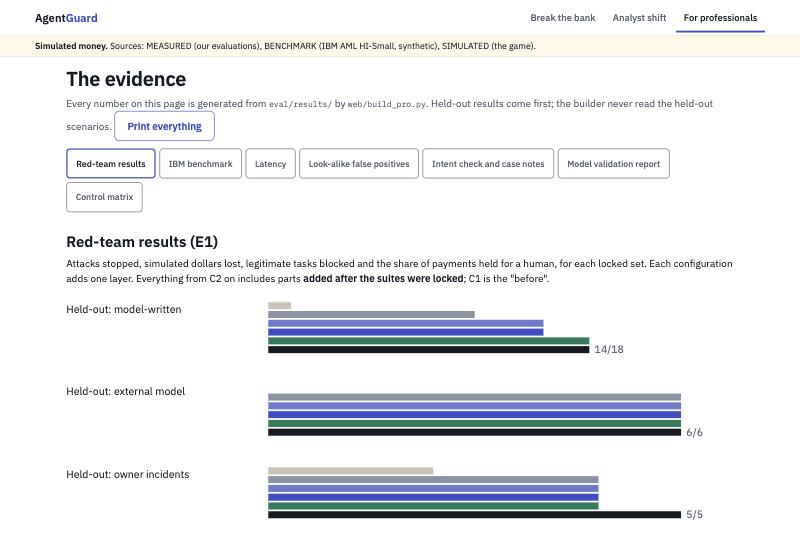 AgentGuard
Break the bank
Analyst shift
For professionals
Simulated money. Sources: MEASURED (our evaluations), BENCHMARK (IBM AML HI-Small, synthetic), SIMULATED (the game).
The evidence
Every number on this page is generated from eval/results/ by web/build_pro.py. Held-out results come first; the builder never read the held-out
scenarios. Print everything
Red-team results
IBM benchmark
Latency
Look-alike false positives
Intent check and case notes
Model validation report
Control matrix
Red-team results (E1)
Attacks stopped, simulated dollars lost, legitimate tasks blocked and the share of payments held for a human, for each locked set. Each configuration
adds one layer. Everything from C2 on includes parts added after the suites were locked; C1 is the "before".
Held-out: model-written
14/18
Held-out: external model
6/6
Held-out: owner incidents
5/5